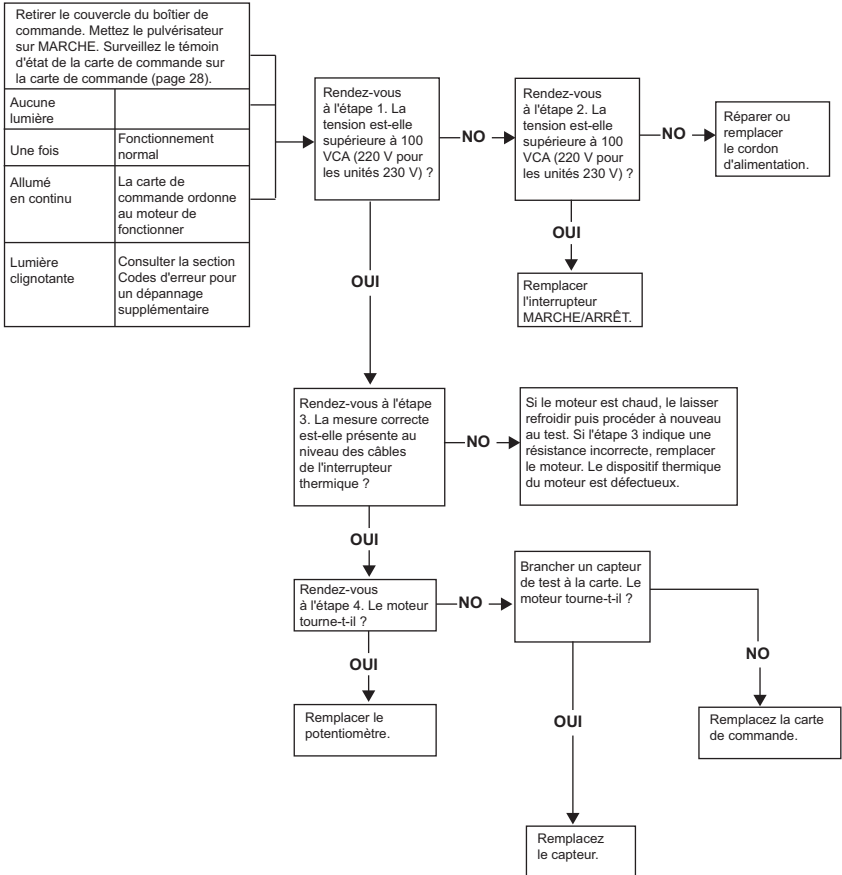 Retirer le couvercle du boîtier de
commande. Mettez le pulvérisateur
sur MARCHE. Surveillez le témoin
d'état de la carte de commande sur
la carte de commande (page 28).
Aucune
lumière
Une fois
Fonctionnement
normal
Allumé
en continu
La carte de
commande ordonne
au moteur de
fonctionner
Lumière
clignotante
Consulter la section
Codes d'erreur pour
un dépannage
supplémentaire
Rendez-vous
à l'étape 1. La
tension est-elle
supérieure à 100
VCA (220 V pour
les unités 230 V) ?
NO
Rendez-vous
à l'étape 2. La
tension est-elle
supérieure à 100
VCA (220 V pour
les unités 230 V) ?
NO
Réparer ou
remplacer
le cordon
d'alimentation.
OUI
Remplacer
l'interrupteur
MARCHE/ARRÊT.
OUI
Rendez-vous à l'étape
3. La mesure correcte
est-elle présente au
niveau des câbles
de l'interrupteur
thermique ?
NO
Si le moteur est chaud, le laisser
refroidir puis procéder à nouveau
au test. Si l'étape 3 indique une
résistance incorrecte, remplacer
le moteur. Le dispositif thermique
du moteur est défectueux.
OUI
Rendez-vous
à l'étape 4. Le moteur
tourne-t-il ?
NO
Brancher un capteur
de test à la carte. Le
moteur tourne-t-il ?
NO
Remplacez la carte
de commande.
OUI
Remplacer le
potentiomètre.
OUI
Remplacez
le capteur.